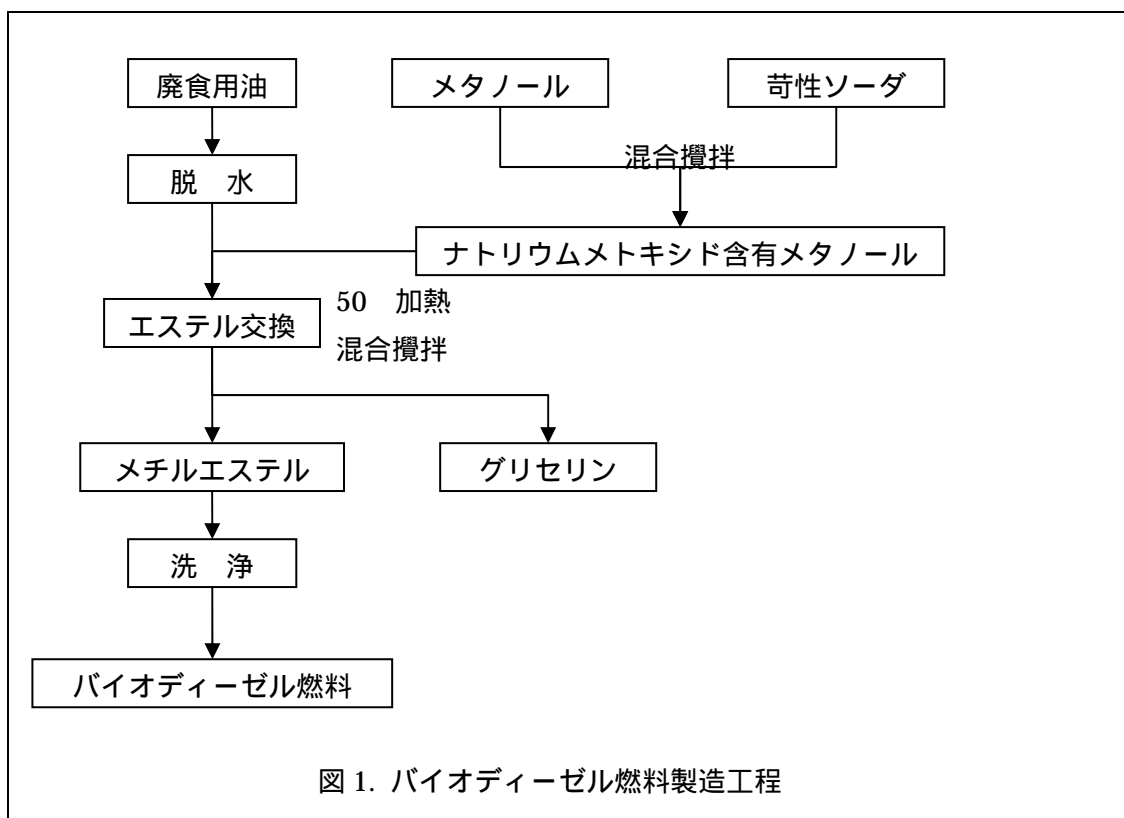 廃食用油
メタノール
苛性ソーダ
混合攪拌
脱 水
ナトリウムメトキシド含有メタノール
エステル交換
50 加熱
混合攪拌
メチルエステル
グリセリン
洗 浄
バイオディーゼル燃料
図 1. バイオディーゼル燃料製造工程